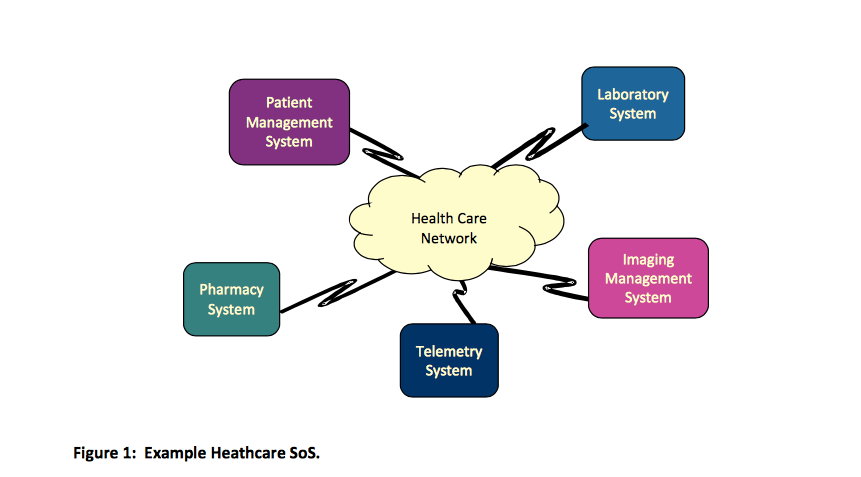 Patient
Management
System
Laboratory
System
Health Care
Network
Imaging
Management
System
Pharmacy
System
Telemetry
System
Figure 1:  Example Heathcare SoS.